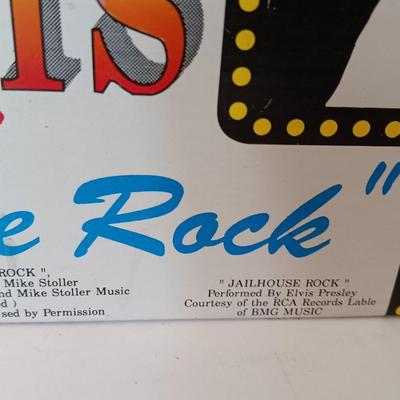 IS
e Rock "
ROCK ",
Mike Stoller
nd Mike Stoller Music
d )
sed by Permission
" JAILHOUSE ROCK "
Performed By Elvis Presley
Courtesy of the RCA Records Lable
of BMG MUSIC